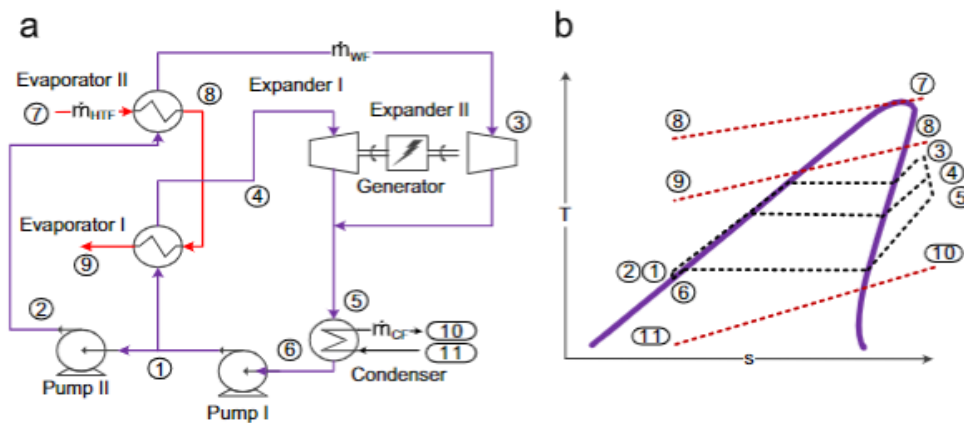 a
ṁWF
Evaporator II
8
Expander I
7
ṁHTF
Expander II
3
Generator
4
Evaporator I
9
2
5
ṁCF
10
11
6
Condenser
1
Pump II
Pump I
b
7
8
8
3
9
4
5
T
2
1
10
6
11
s